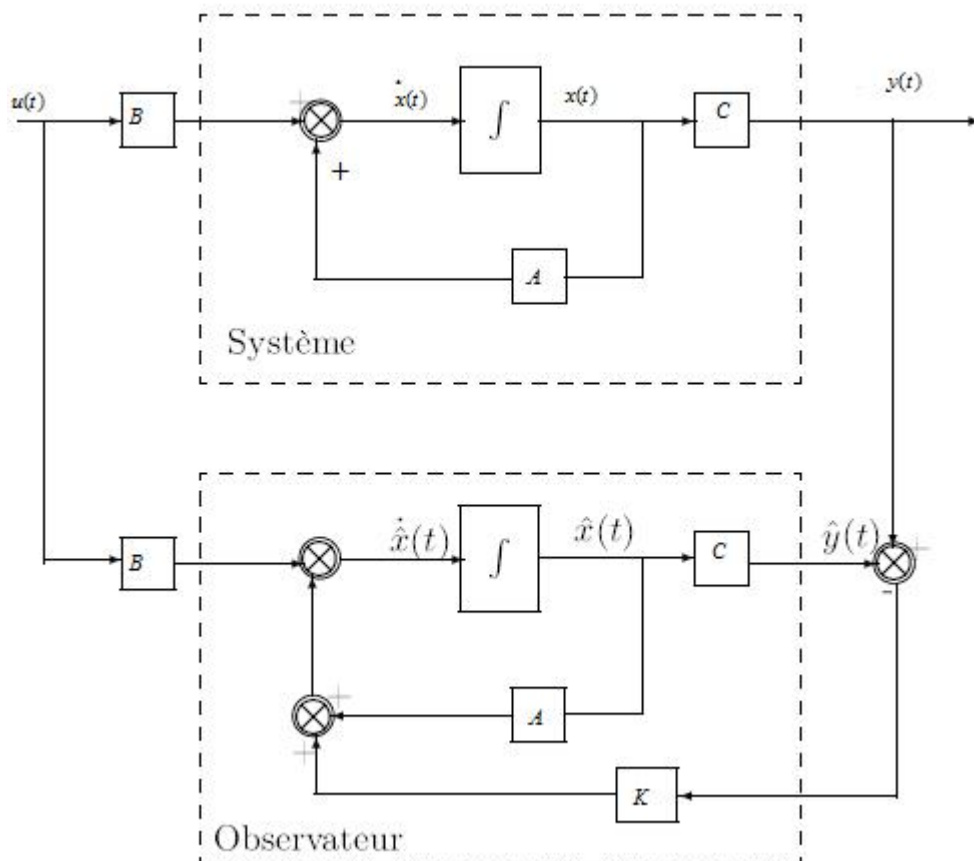 u(t)
B
+
+
ẋ(t)
∫
x(t)
C
y(t)
A
Système
B
x̂̇(t)
∫
x̂(t)
C
ŷ(t)
+
-
+
A
+
K
Observateur